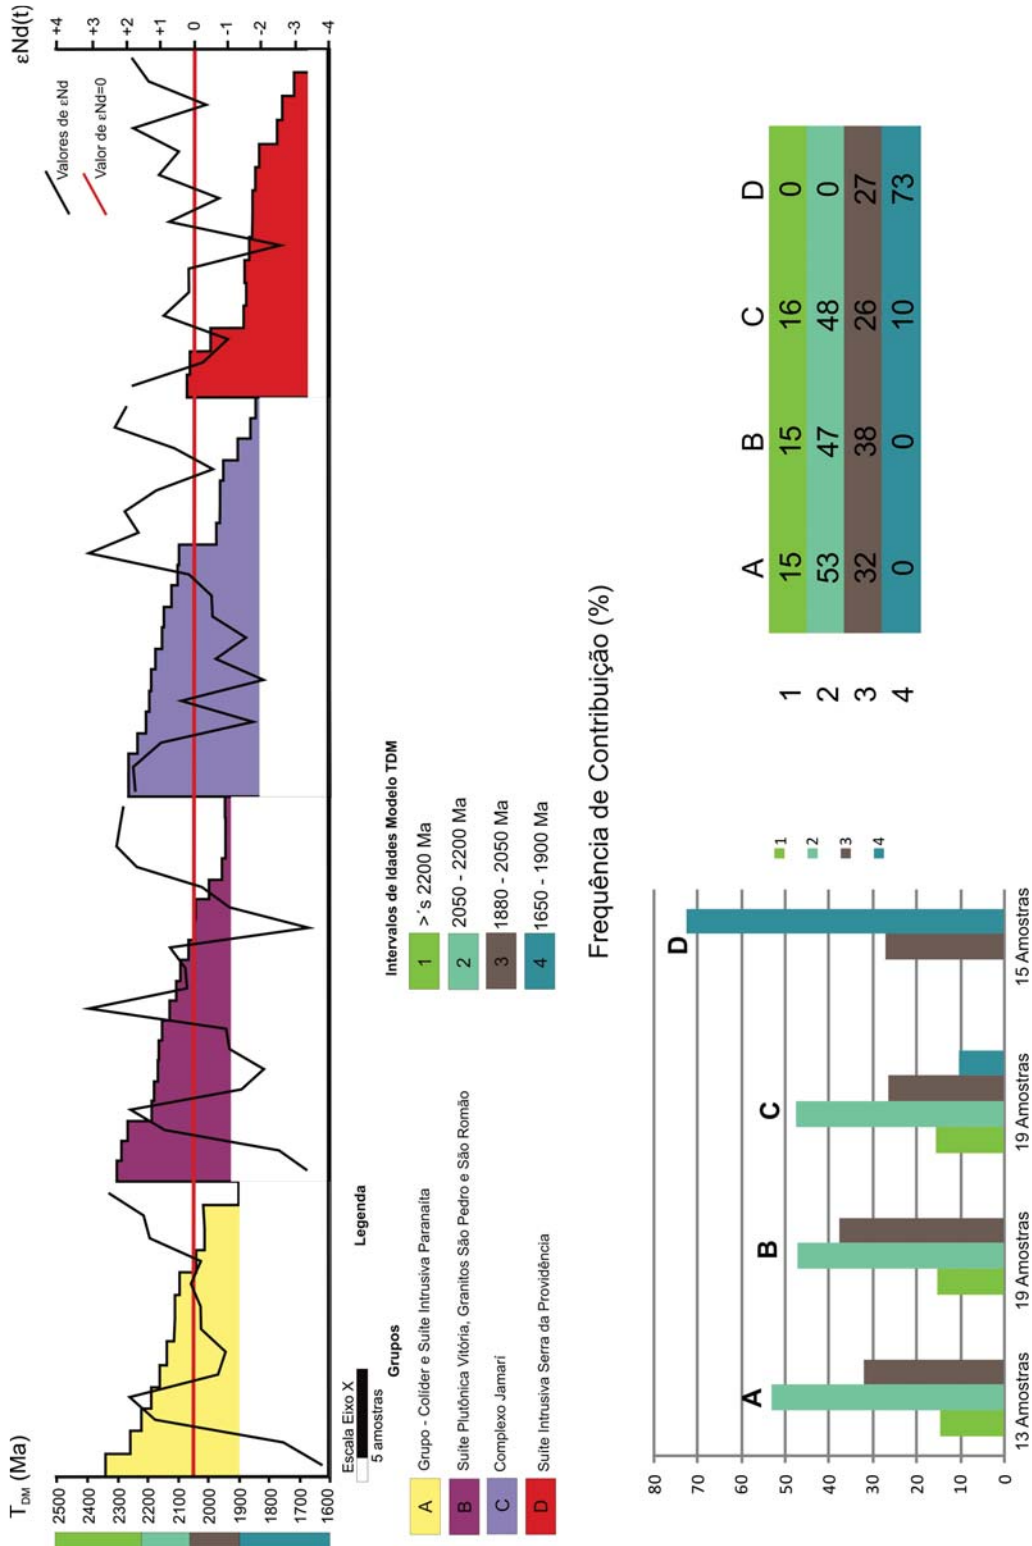 T_DM (Ma)
εNd(t)
2500
2300
2200
2100
2000
1900
1800
1700
1600
+4
+3
+2
+1
0
-1
-2
-3
-4
Valores de εNd
Valor de εNd=0
Escala Eixo X
5 amostras
Legenda
Grupos
A Grupo - Colíder e Suíte Intrusiva Paranaíta
B Suíte Plutônica Vitória, Granitos São Pedro e São Romão
C Complexo Jamarí
D Suíte Intrusiva Serra da Providência
Intervalos de Idades Modelo TDM
1 >´s 2200 Ma
2 2050 - 2200 Ma
3 1880 - 2050 Ma
4 1650 - 1900 Ma
Frequência de Contribuição (%)
80
70
60
50
40
30
20
10
0
A
B
C
D
13 Amostras
19 Amostras
19 Amostras
15 Amostras
1
2
3
4
A B C D
1 15 15 16 0
2 53 47 48 0
3 32 38 26 27
4 0 0 10 73